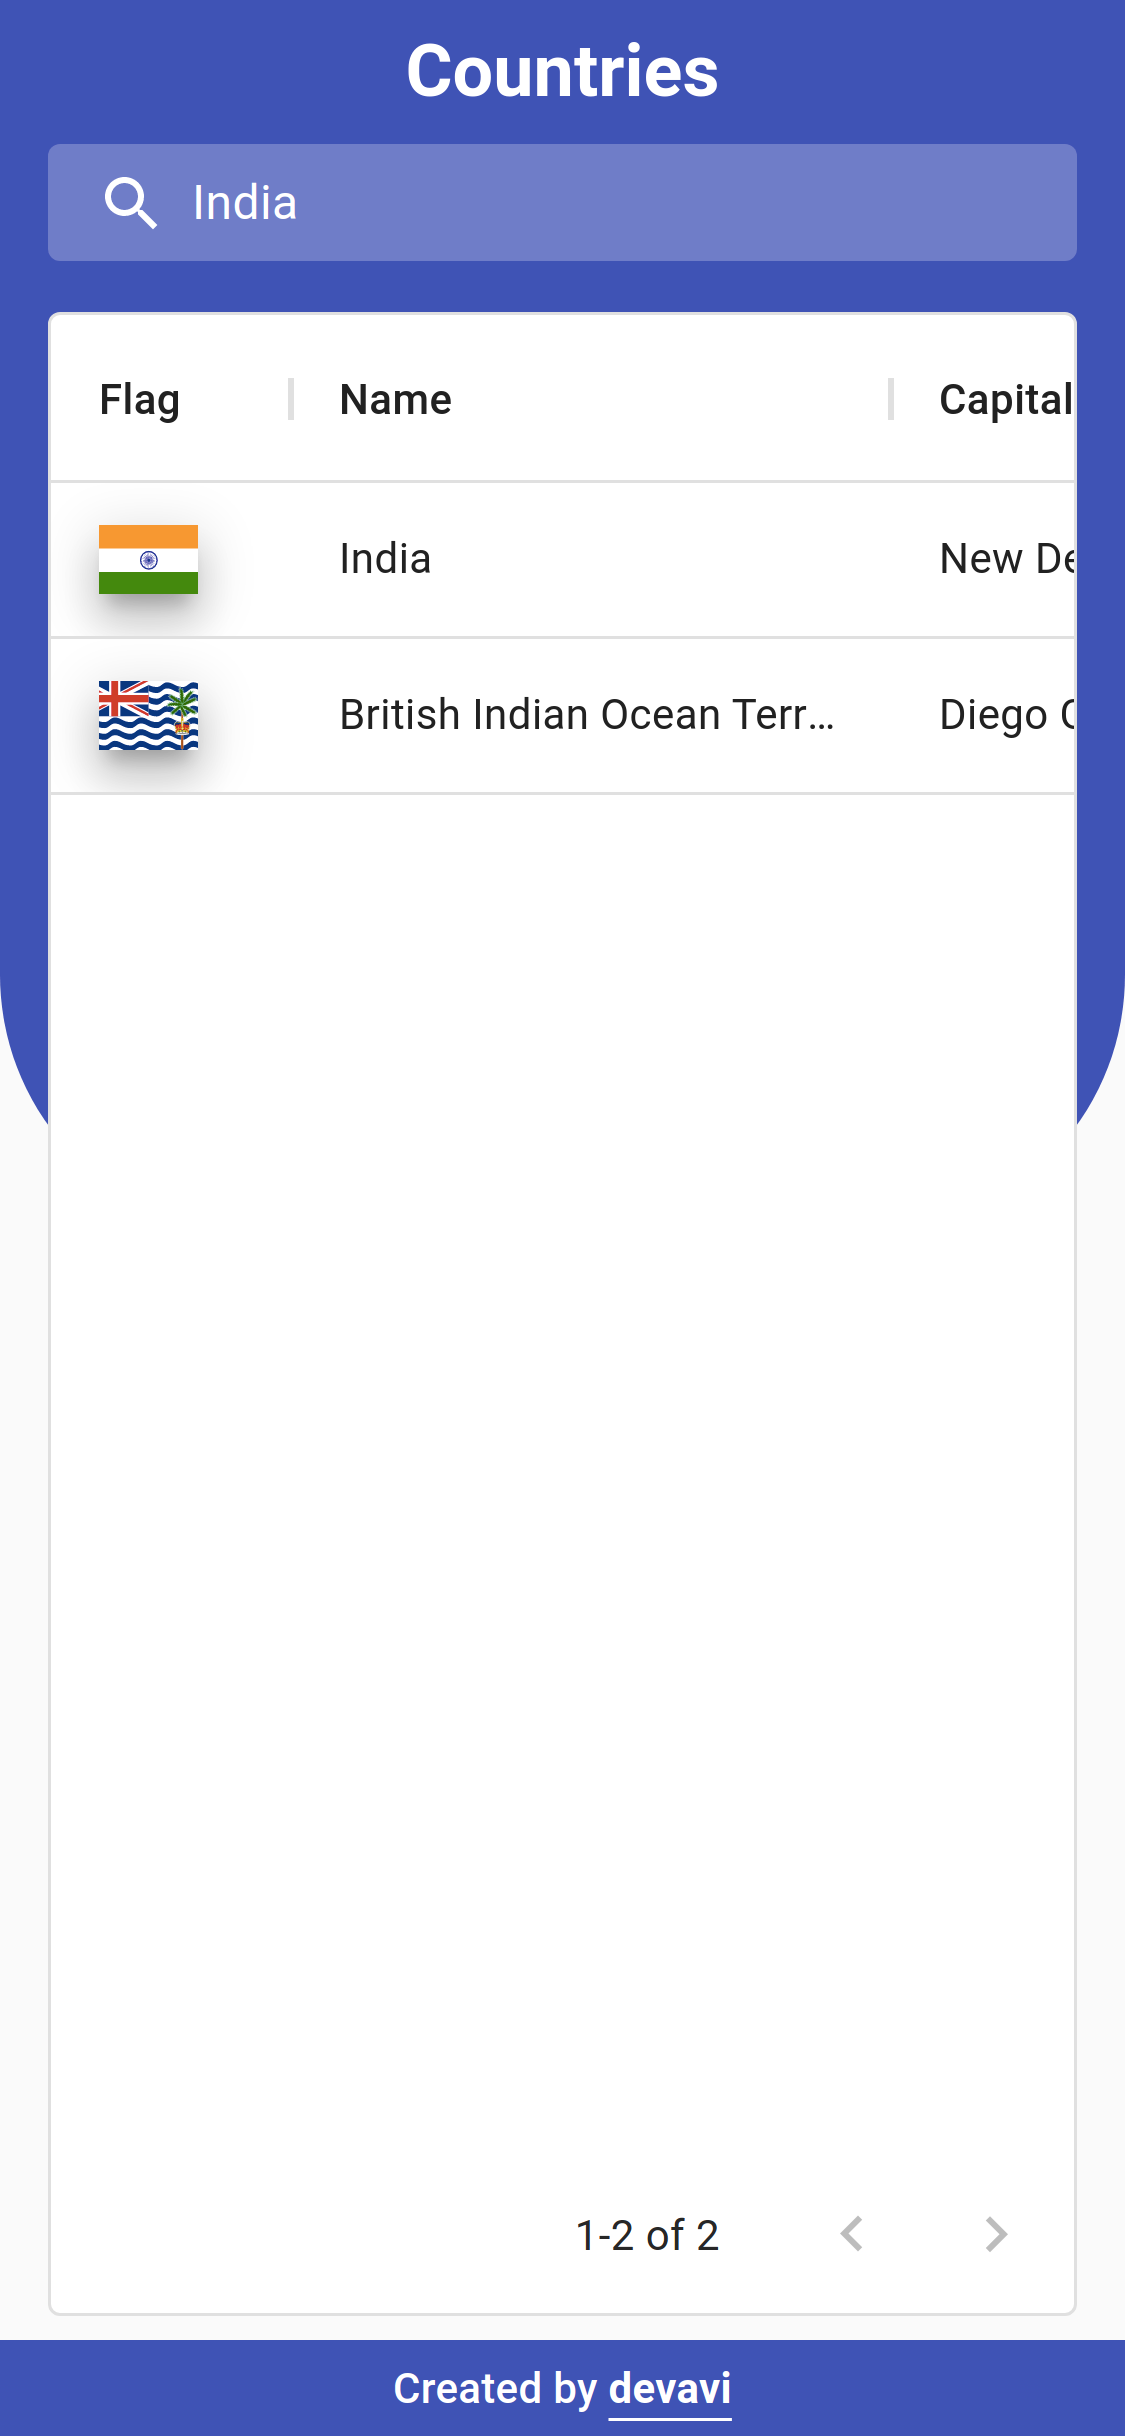 Countries
India
Flag Name Capital
India New De
British Indian Ocean Terr... Diego
1-2 of 2
Created by devavi